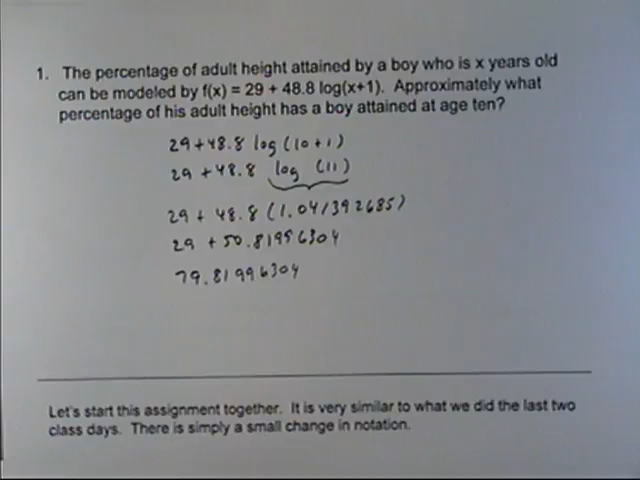 1. The percentage of adult height attained by a boy who is x years old
can be modeled by f(x) = 29 + 48.8 log(x+1). Approximately what
percentage of his adult height has a boy attained at age ten?
29+48.8 log (10+1)
29 +48.8 log (11)
29 + 48.8 (1.041392685)
29 +50.81996304
79.81996304
Let's start this assignment together. It is very similar to what we did the last two
class days. There is simply a small change in notation.